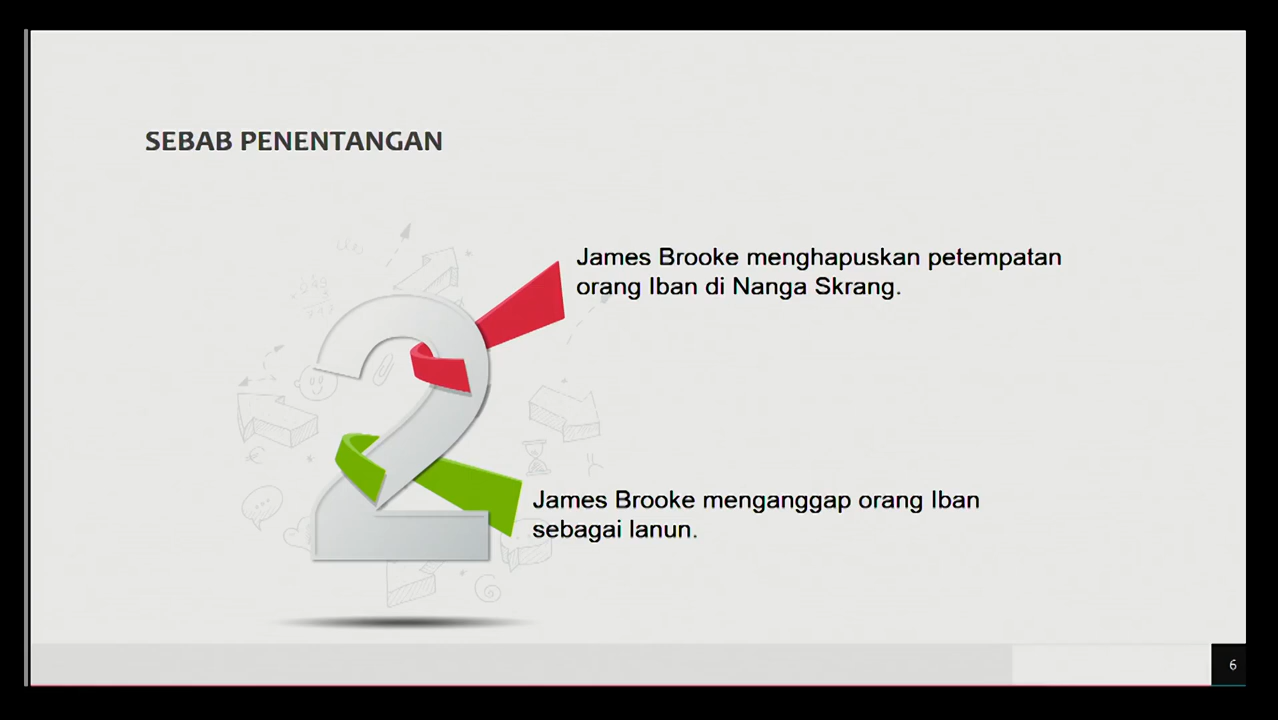 SEBAB PENENTANGAN
James Brooke menghapuskan petempatan
orang Iban di Nanga Skrang.
2
James Brooke menganggap orang Iban
sebagai lanun.
6